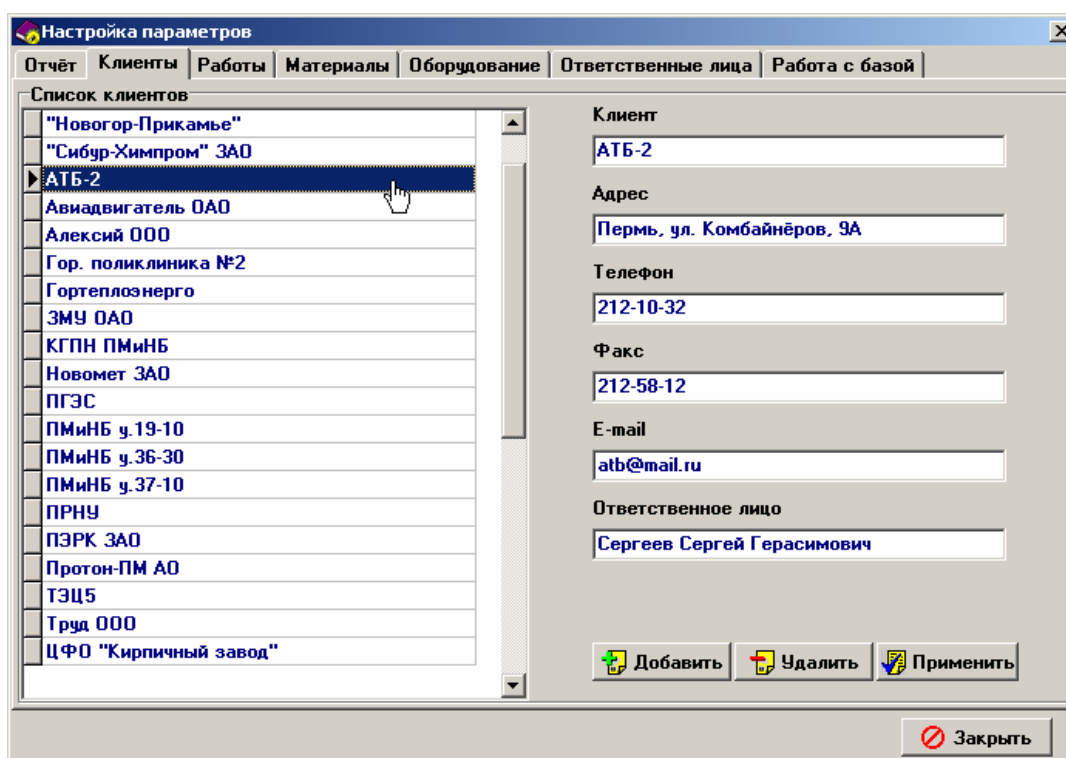 Настройка параметров
Отчёт Клиенты Работы Материалы Оборудование Ответственные лица Работа с базой
Список клиентов
"Новогор-Прикамье"
"Сибур-Химпром" ЗАО
АТБ-2
Авиадвигатель ОАО
Алексий ООО
Гор. поликлиника №2
Гортеплоэнерго
ЗМУ ОАО
КГПН ПМиНБ
Новомет ЗАО
ПГЭС
ПМиНБ у.19-10
ПМиНБ у.36-30
ПМиНБ у.37-10
ПРНУ
ПЭРК ЗАО
Протон-ПМ АО
ТЭЦ5
Труд ООО
ЦФО "Кирпичный завод"
Клиент
АТБ-2
Адрес
Пермь, ул. Комбайнёров, 9А
Телефон
212-10-32
Факс
212-58-12
E-mail
atb@mail.ru
Ответственное лицо
Сергеев Сергей Герасимович
Добавить Удалить Применить
Закрыть